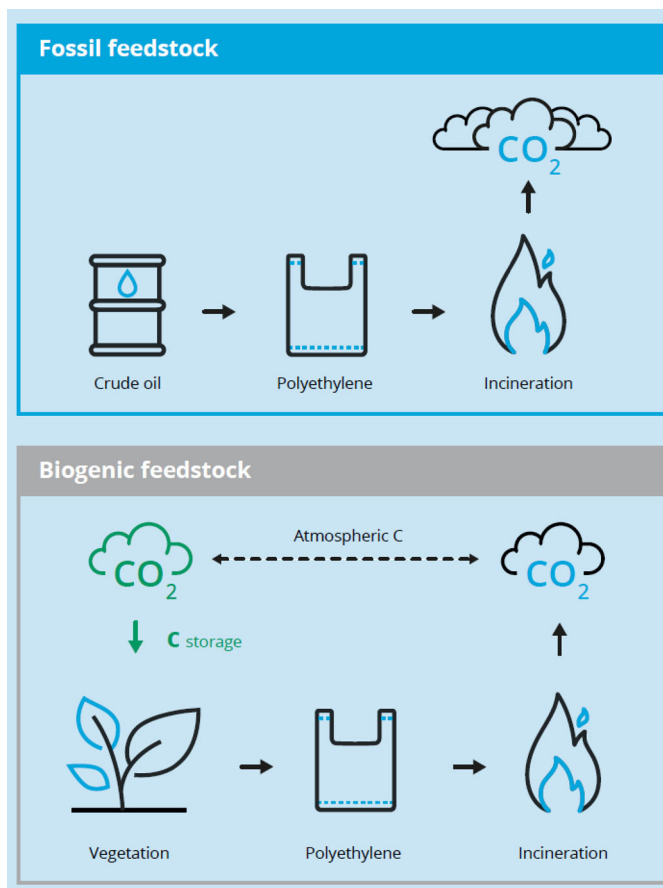 Fossil feedstock
CO2
Crude oil
Polyethylene
Incineration
Biogenic feedstock
Atmospheric C
CO2
CO2
C storage
Vegetation
Polyethylene
Incineration